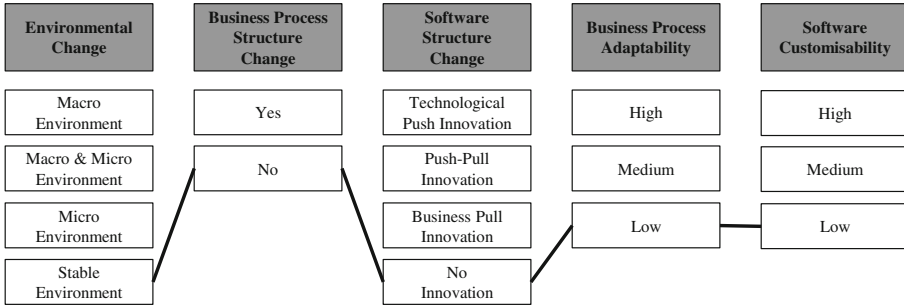 Environmental
Change
Business Process
Structure
Change
Software
Structure
Change
Business Process
Adaptability
Software
Customisability
Macro
Environment
Yes
Technological
Push Innovation
High
High
Macro & Micro
Environment
No
Push-Pull
Innovation
Medium
Medium
Micro
Environment
Business Pull
Innovation
Low
Low
Stable
Environment
No
Innovation